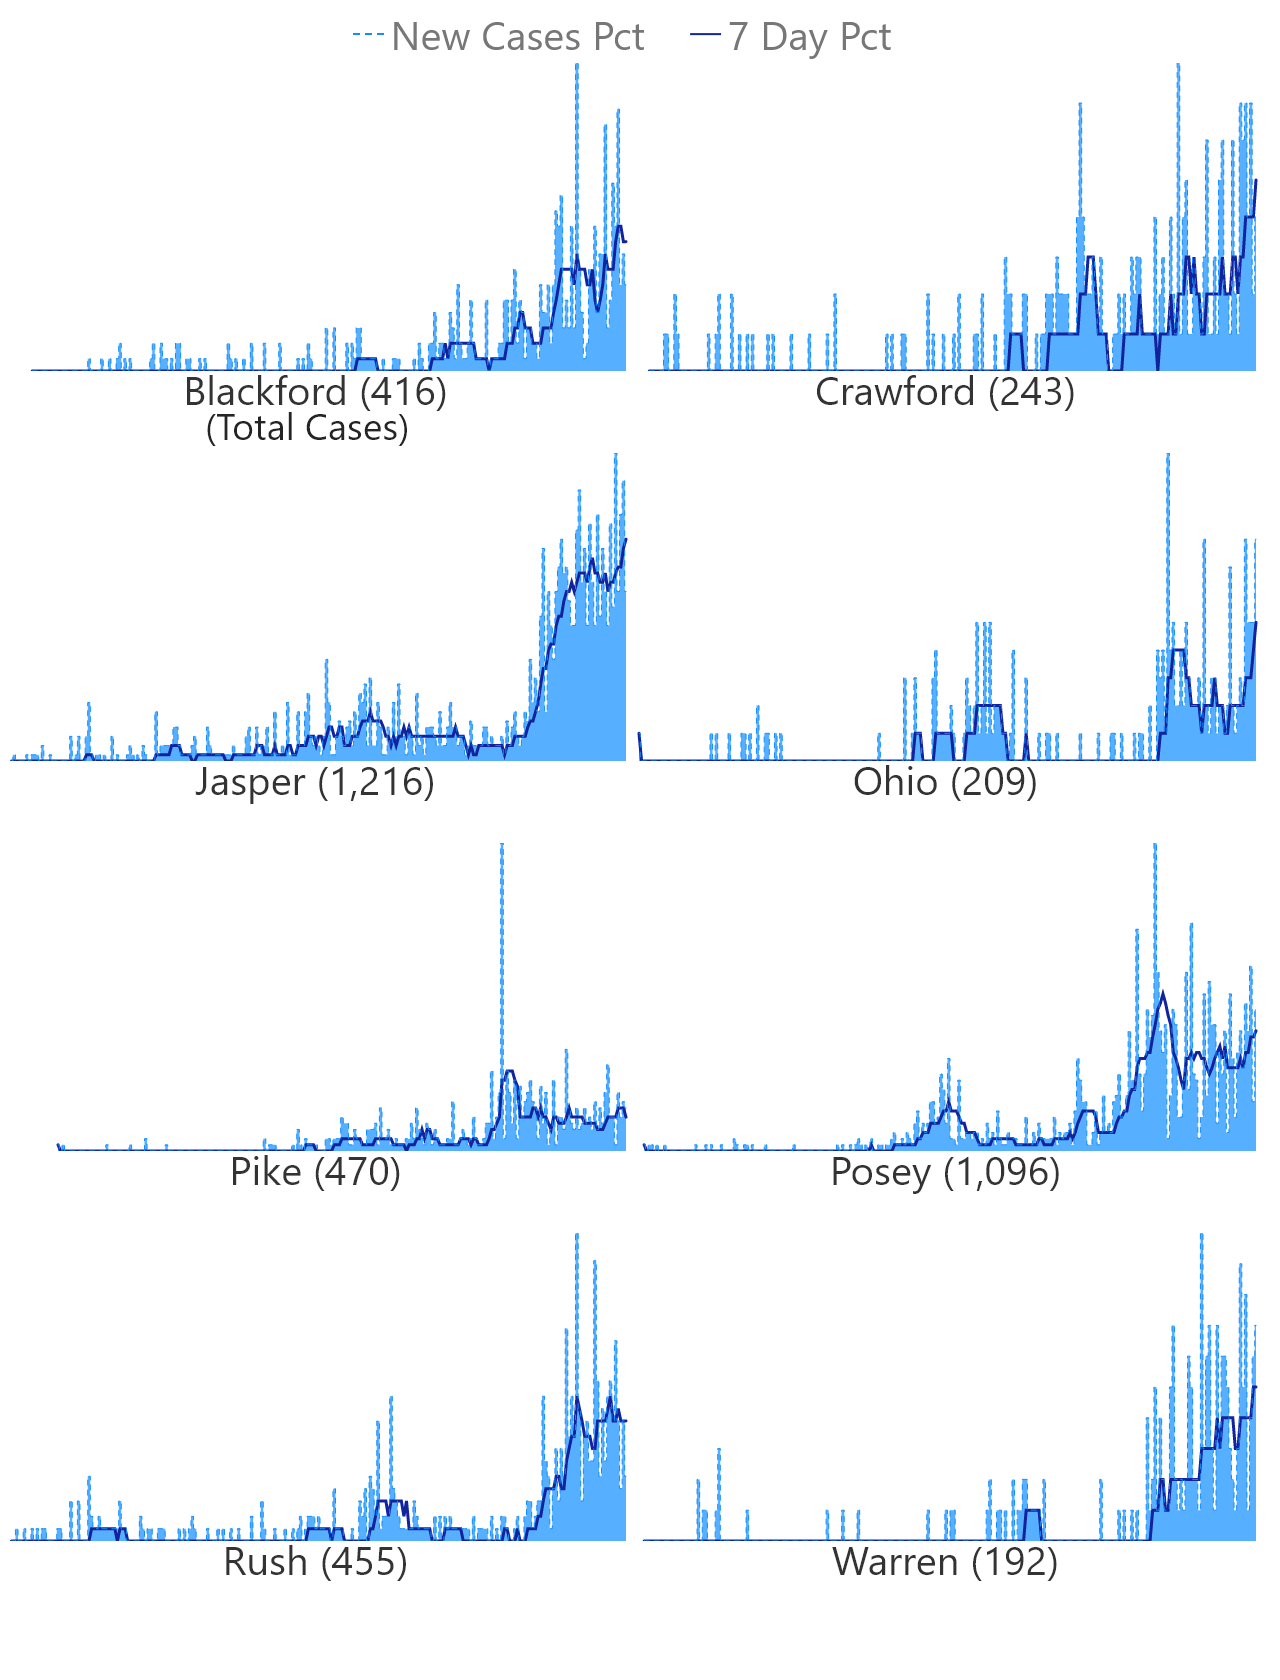 New Cases Pct 7 Day Pct
Blackford (416) Crawford (243)
(Total Cases)
Jasper (1,216) Ohio (209)
Pike (470) Posey (1,096)
Rush (455) Warren (192)